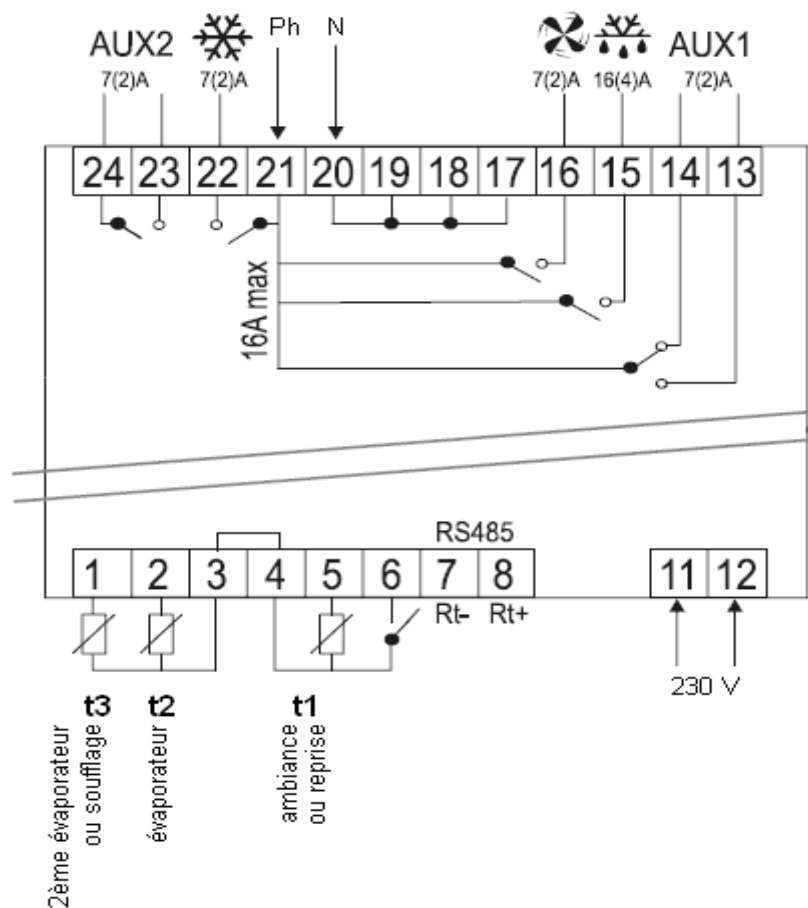 AUX2 Ph N AUX1
7(2)A 7(2)A 7(2)A 16(4)A 7(2)A
24 23 22 21 20 19 18 17 16 15 14 13
16A max
RS485
1 2 3 4 5 6 7 8 11 12
Rt- Rt+
230 V
t3 t2 t1
2ème évaporateur
ou soufflage
évaporateur
ambiance
ou reprise